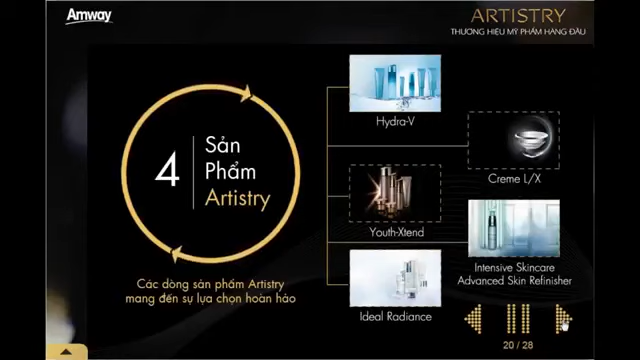 Amway
ARTISTRY
THƯƠNG HIỆU MỸ PHẨM HÀNG ĐẦU
4
Sản
Phẩm
Artistry
Các dòng sản phẩm Artistry
mang đến sự lựa chọn hoàn hảo
Hydra-V
Creme L/X
Youth-Xtend
Intensive Skincare
Advanced Skin Refinisher
Ideal Radiance
20 / 28